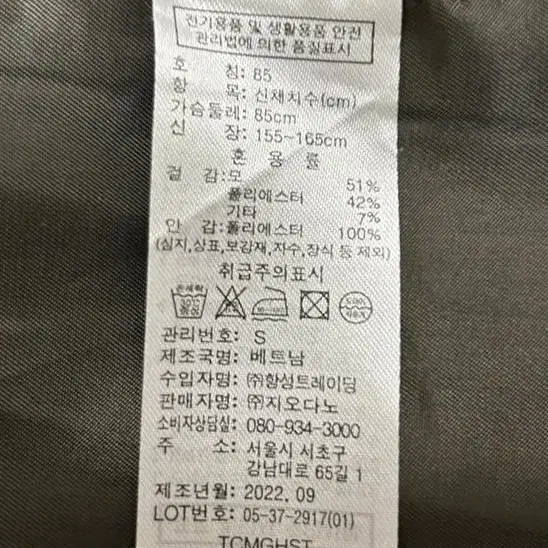 전기용품 및 생활용품 안전
관리법에 의한 품질표시
호 칭: 85
항 목: 신체치수(cm)
가슴둘레: 85cm
신 장: 155-165cm
혼 용 률
겉 감: 모 51%
폴리에스터 42%
기타 7%
안 감: 폴리에스터 100%
(심지,상표,보강재,자수,장식 등 제외)
취급주의표시
손세탁
30℃
중성
관리번호: S
제조국명: 베트남
수입자명: ㈜항성트레이딩
판매자명: ㈜지오다노
소비자상담실: 080-934-3000
주 소: 서울시 서초구
강남대로 65길 1
제조년월: 2022. 09
LOT번호: 05-37-2917(01)
TCMGHST